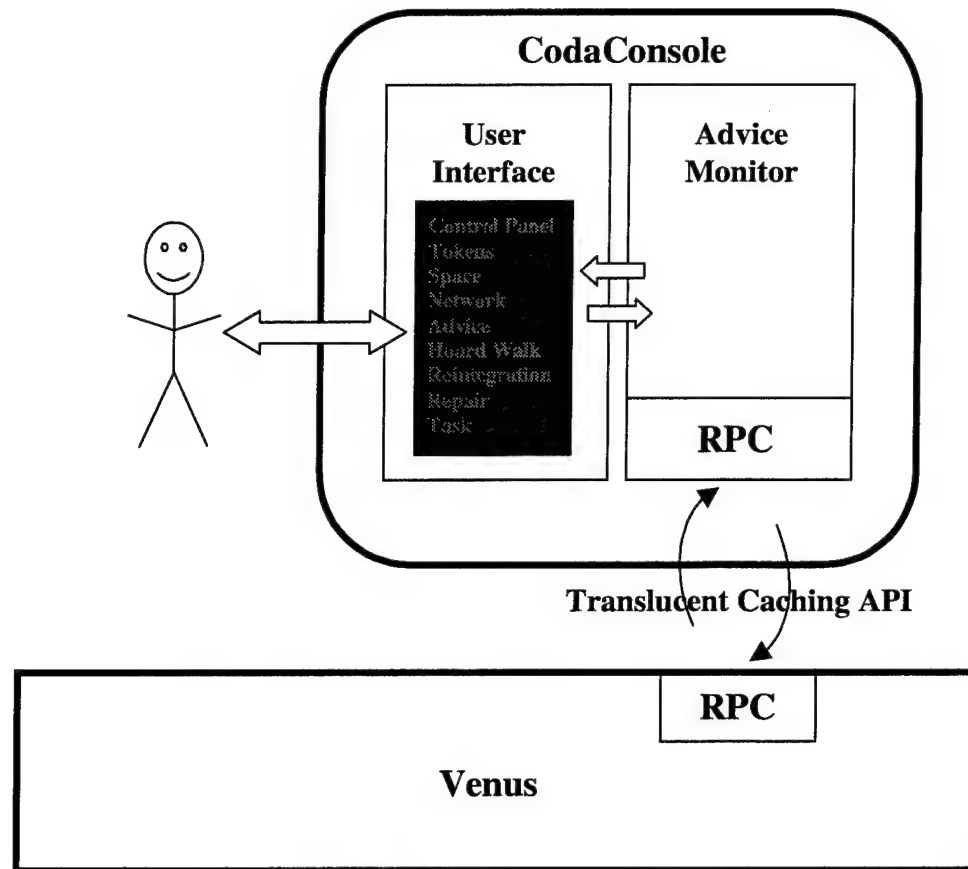 CodaConsole
User
Interface
Control Panel
Tokens
Space
Network
Advice
Hoard Walk
Reintegration
Repair
Task
Advice
Monitor
RPC
Translucent Caching API
RPC
Venus